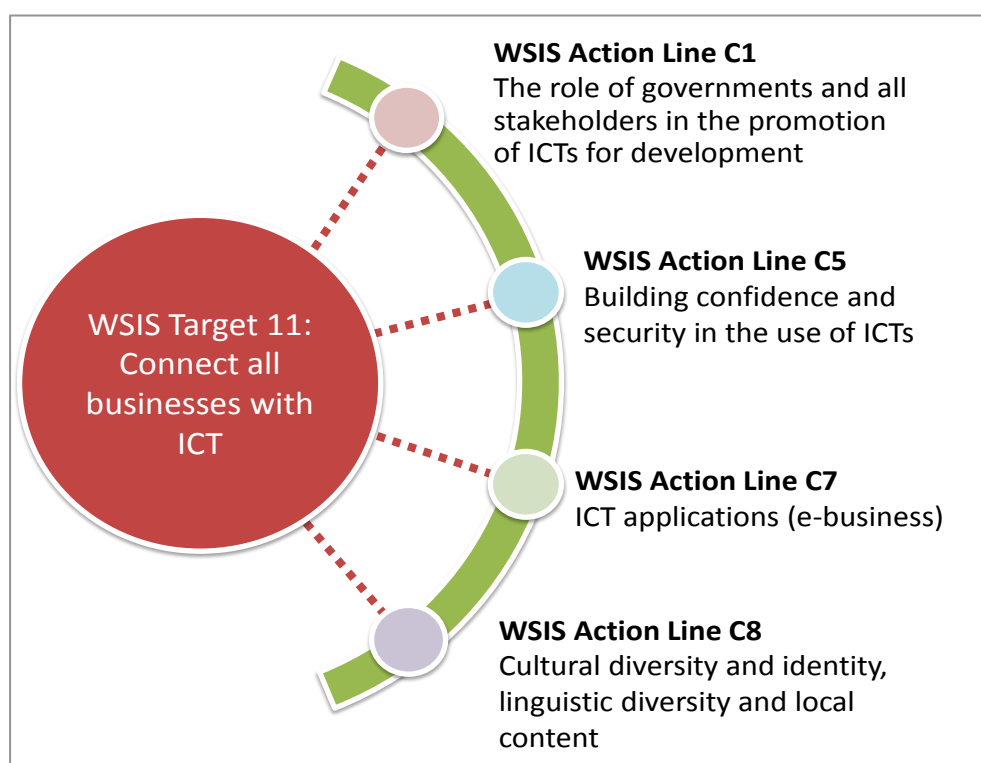 WSIS Target 11:
Connect all
businesses with
ICT
WSIS Action Line C1
The role of governments and all
stakeholders in the promotion
of ICTs for development
WSIS Action Line C5
Building confidence and
security in the use of ICTs
WSIS Action Line C7
ICT applications (e-business)
WSIS Action Line C8
Cultural diversity and identity,
linguistic diversity and local
content